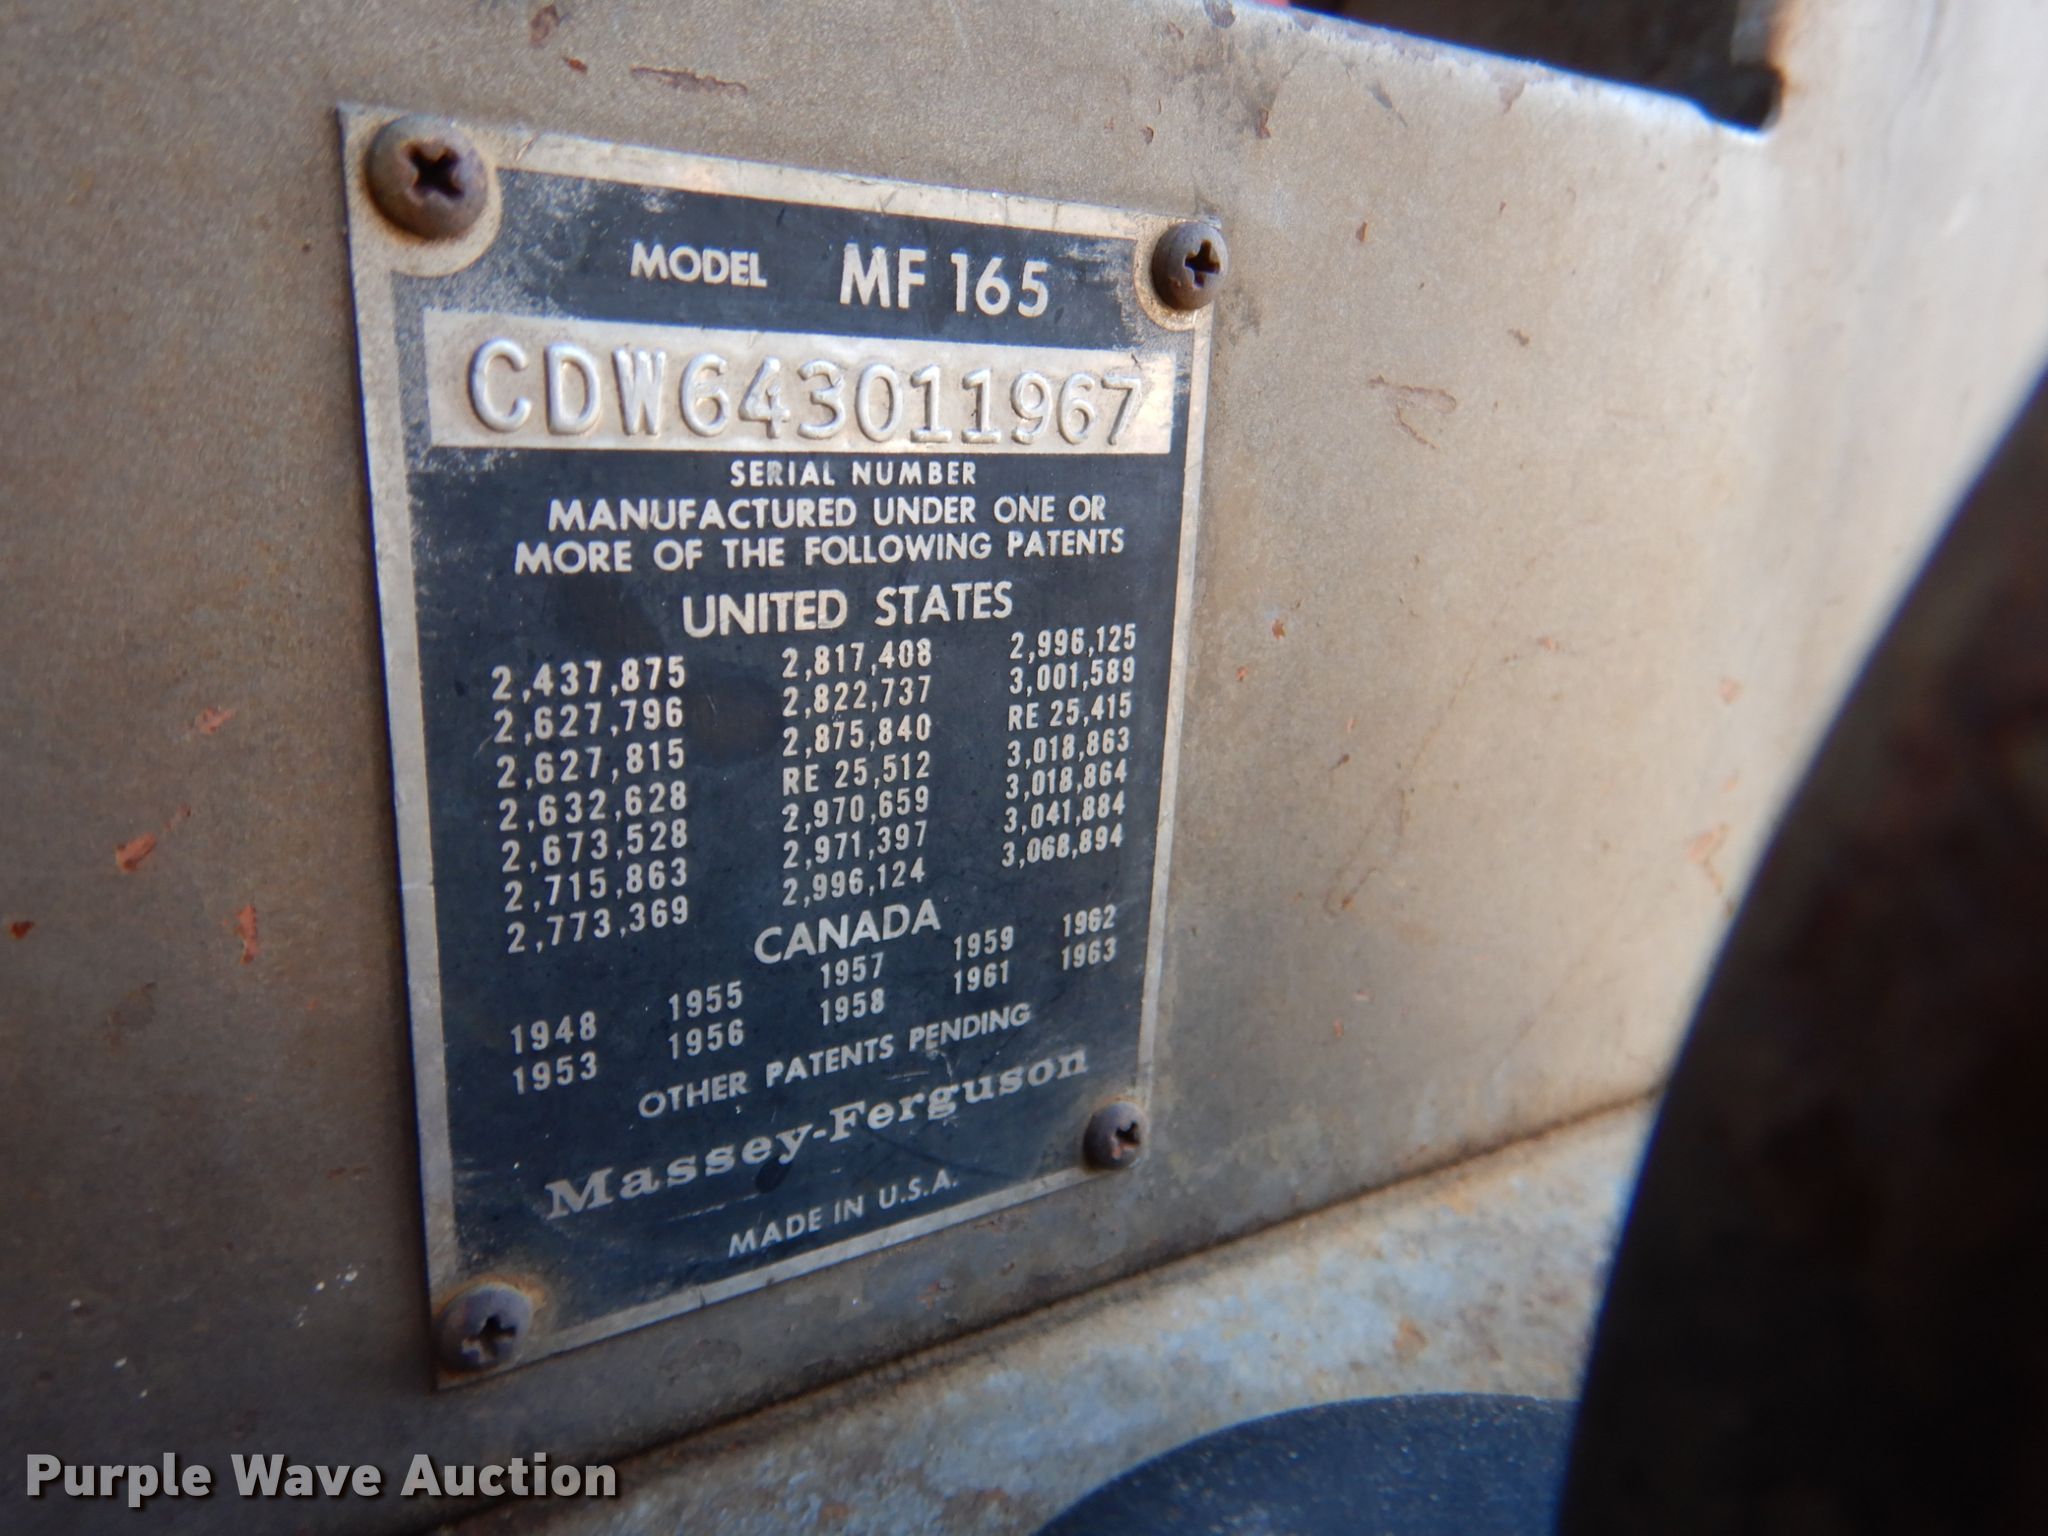 MODEL MF 165
CDW643011967
SERIAL NUMBER
MANUFACTURED UNDER ONE OR
MORE OF THE FOLLOWING PATENTS
UNITED STATES
2,437,875 2,817,408 2,996,125
2,627,796 2,822,737 3,001,589
2,627,815 2,875,840 RE 25,415
2,632,628 RE 25,512 3,018,863
2,673,528 2,970,659 3,018,864
2,715,863 2,971,397 3,041,884
2,773,369 2,996,124 3,068,894
CANADA
1948 1955 1957 1959 1962
1953 1956 1958 1961 1963
OTHER PATENTS PENDING
Massey-Ferguson
MADE IN U.S.A.
Purple Wave Auction